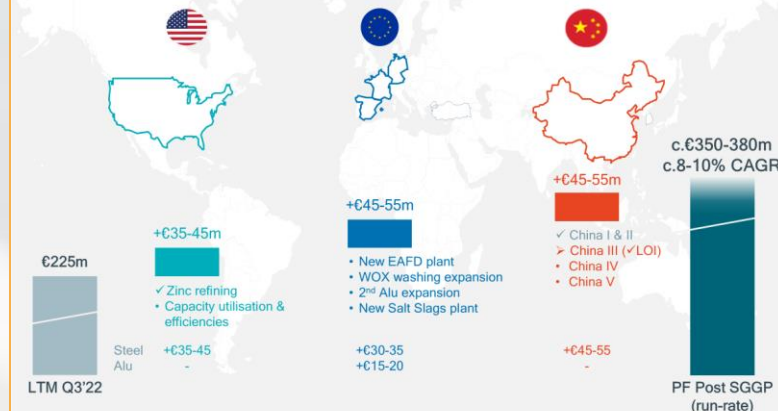 c.€350-380m
c.8-10% CAGR
+€45-55m
+€45-55m
+€35-45m
€225m
✓ Zinc refining
• Capacity utilisation &
efficiencies
• New EAFD plant
• WOX washing expansion
• 2nd Alu expansion
• New Salt Slags plant
✓ China I & II
➢ China III (✓LOI)
• China IV
• China V
Steel +€35-45 +€30-35 +€45-55
Alu - +€15-20 -
LTM Q3'22
PF Post SGGP
(run-rate)